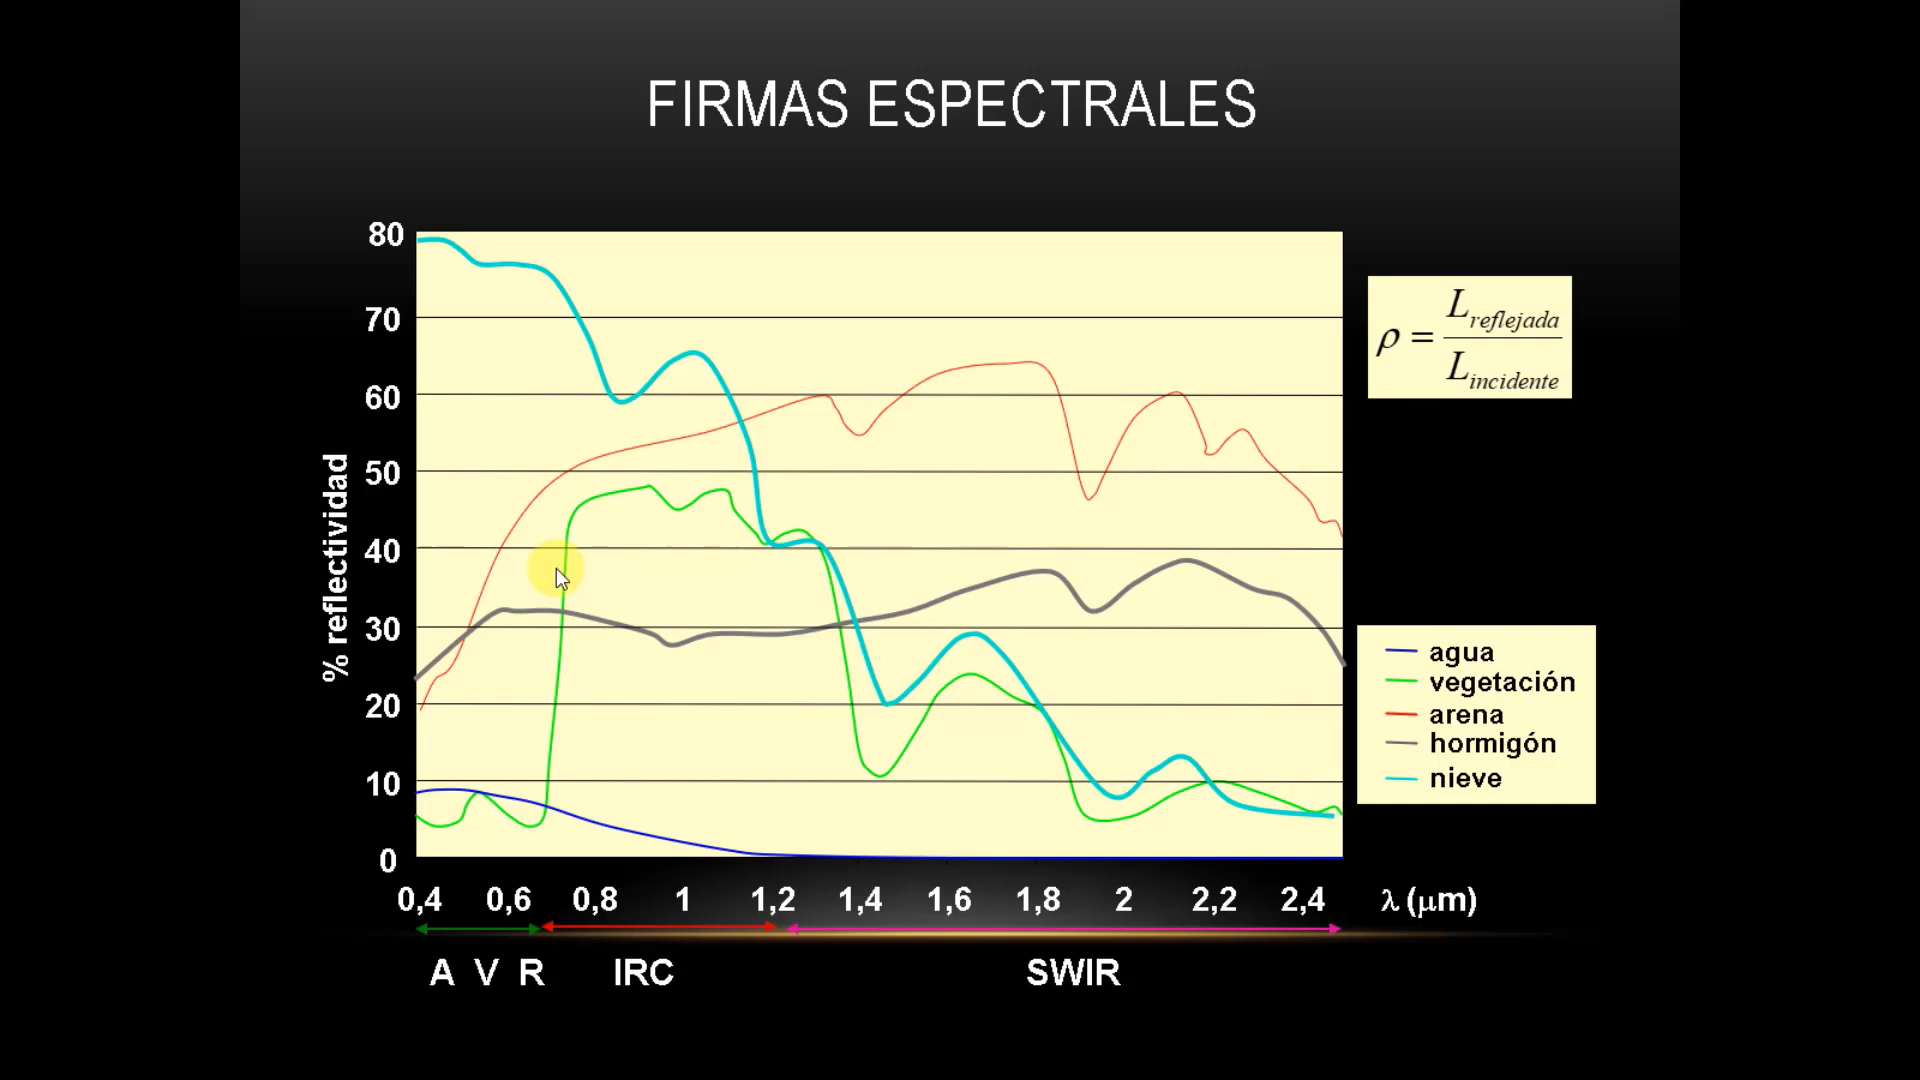 FIRMAS ESPECTRALES
80
70
60
50
40
30
20
10
0
% reflectividad
0,4 0,6 0,8 1 1,2 1,4 1,6 1,8 2 2,2 2,4 λ (μm)
A V R IRC SWIR
ρ = L reflejada / L incidente
agua
vegetación
arena
hormigón
nieve